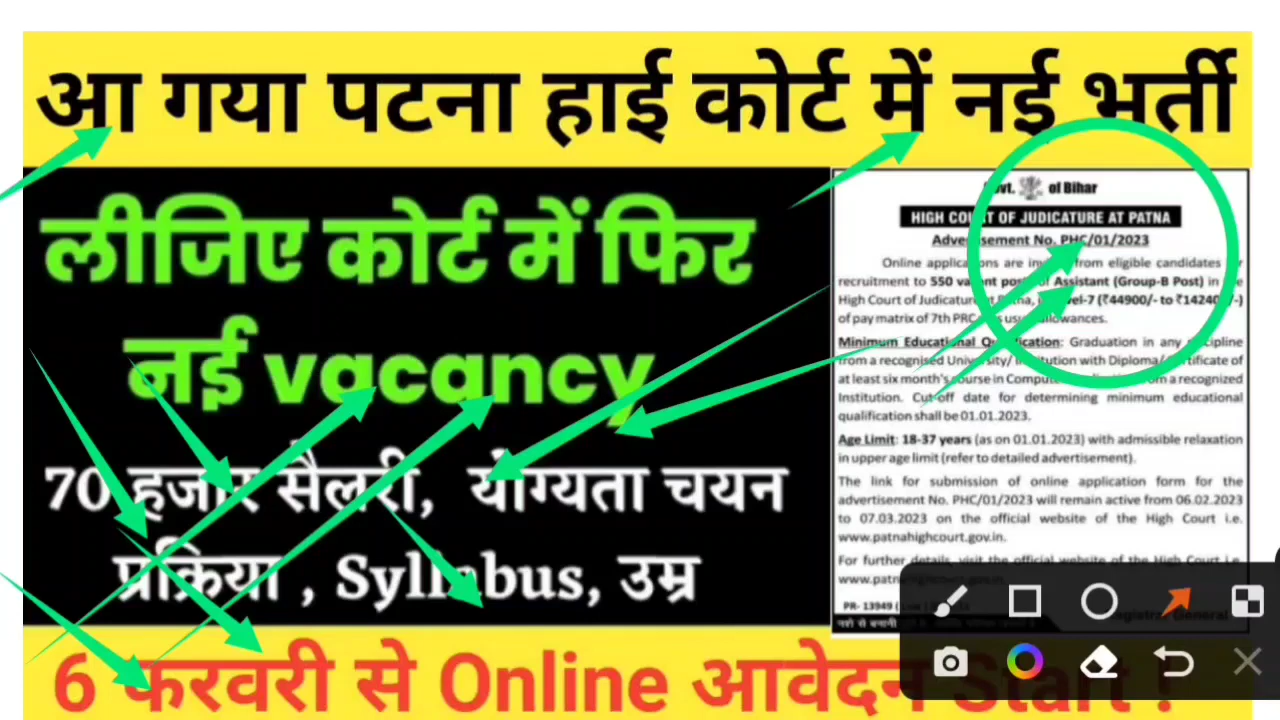 आ गया पटना हाई कोर्ट में नई भर्ती
लीजिए कोर्ट में फिर
नई vacancy
70 हजार सैलरी, योग्यता चयन
प्रक्रिया , Syllabus, उम्र
6 फरवरी से Online आवेदन Start !
Govt. of Bihar
HIGH COURT OF JUDICATURE AT PATNA
Advertisement No. PHC/01/2023
Online applications are invited from eligible candidates for
recruitment to 550 vacant posts of Assistant (Group-B Post) in the
High Court of Judicature at Patna, in Level-7 (₹44900/- to ₹142400/-)
of pay matrix of 7th PRC plus usual allowances.
Minimum Educational Qualification: Graduation in any discipline
from a recognised University/ Institution with Diploma/ Certificate of
at least six month's course in Computer Application from a recognized
Institution. Cut-off date for determining minimum educational
qualification shall be 01.01.2023.
Age Limit: 18-37 years (as on 01.01.2023) with admissible relaxation
in upper age limit (refer to detailed advertisement).
The link for submission of online application form for the
advertisement No. PHC/01/2023 will remain active from 06.02.2023
to 07.03.2023 on the official website of the High Court i.e.
www.patnahighcourt.gov.in.
For further details, visit the official website of the High Court i.e.
www.patnahighcourt.gov.in
PR- 13949
Registrar General
नशे से